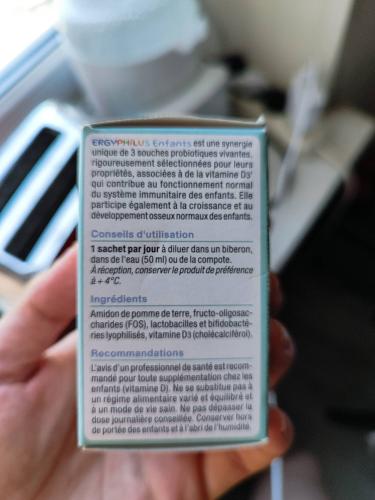 ERGYPHILUS Enfants est une synergie
unique de 3 souches probiotiques vivantes,
rigoureusement sélectionnées pour leurs
propriétés, associées à de la vitamine D3
qui contribue au fonctionnement normal
du système immunitaire des enfants. Elle
participe également à la croissance et au
développement osseux normaux des enfants.
Conseils d'utilisation
1 sachet par jour à diluer dans un biberon,
dans de l'eau (50 ml) ou de la compote.
À réception, conserver le produit de préférence
à + 4°C.
Ingrédients
Amidon de pomme de terre, fructo-oligosac-
charides (FOS), lactobacilles et bifidobacté-
ries lyophilisés, vitamine D3 (cholécalciférol).
Recommandations
L'avis d'un professionnel de santé est recom-
mandé pour toute supplémentation chez les
enfants (vitamine D). Ne se substitue pas à
un régime alimentaire varié et équilibré et
à un mode de vie sain. Ne pas dépasser la
dose journalière conseillée. Conserver hors
de portée des enfants et à l'abri de l'humidité.